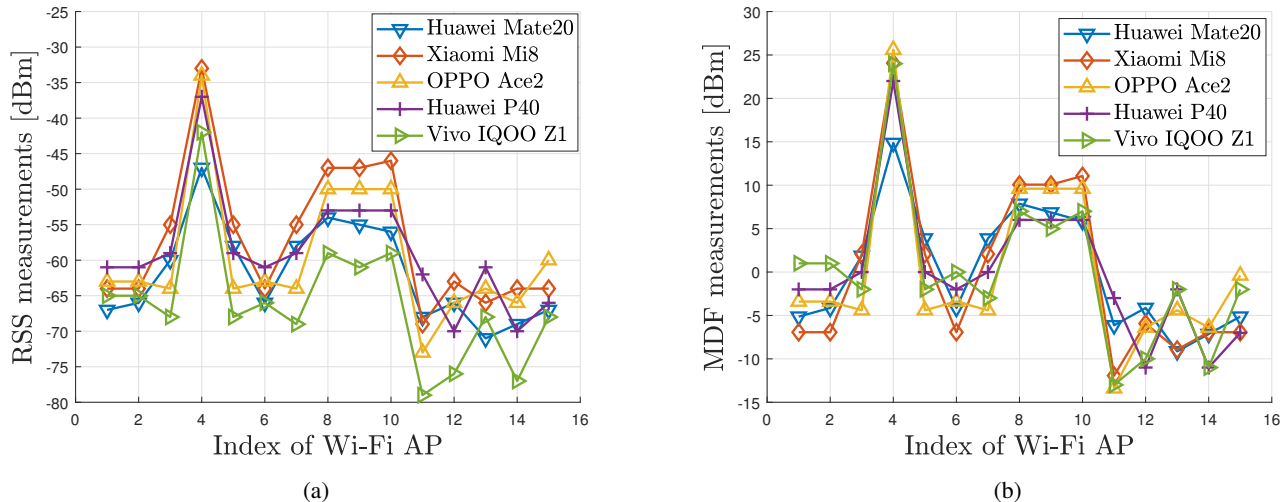 -25
-30
-35
-40
-45
-50
-55
-60
-65
-70
-75
-80
RSS measurements [dBm]
0 2 4 6 8 10 12 14 16
Index of Wi-Fi AP
Huawei Mate20
Xiaomi Mi8
OPPO Ace2
Huawei P40
Vivo IQOO Z1
(a)
30
25
20
15
10
5
0
-5
-10
-15
MDF measurements [dBm]
0 2 4 6 8 10 12 14 16
Index of Wi-Fi AP
Huawei Mate20
Xiaomi Mi8
OPPO Ace2
Huawei P40
Vivo IQOO Z1
(b)